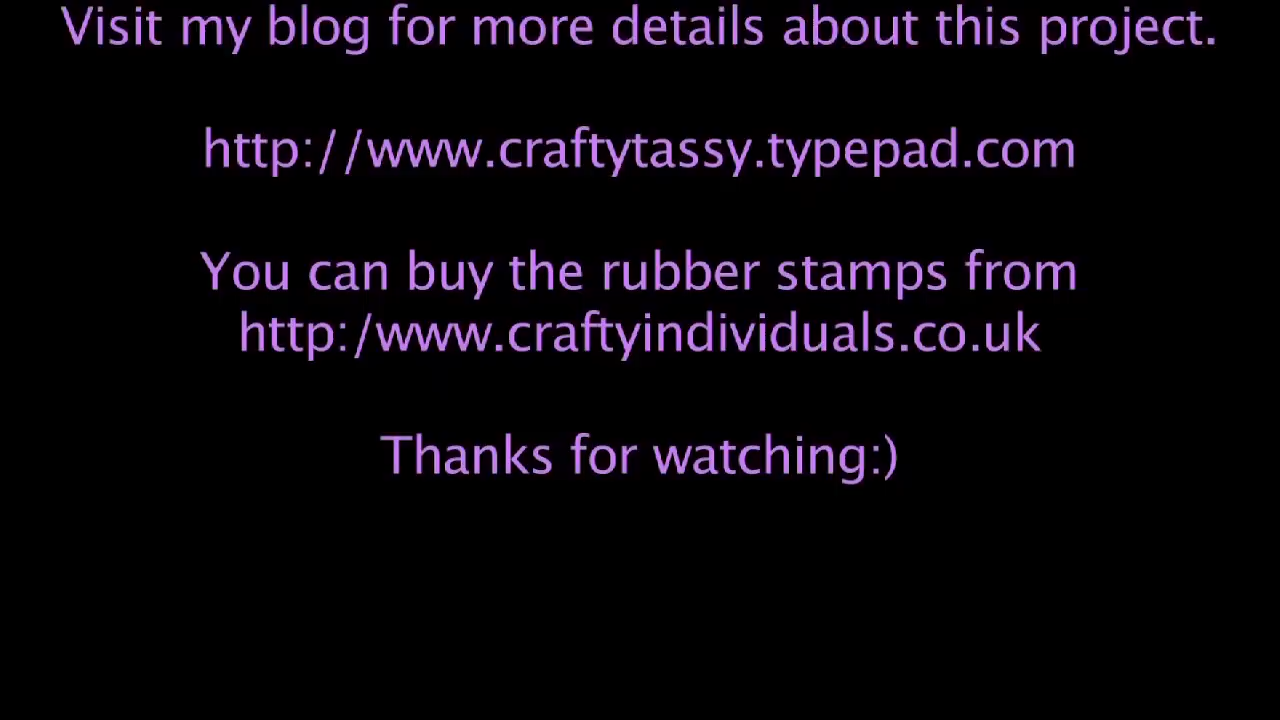 Visit my blog for more details about this project.
http://www.craftytassy.typepad.com
You can buy the rubber stamps from
http:/www.craftyindividuals.co.uk
Thanks for watching:)